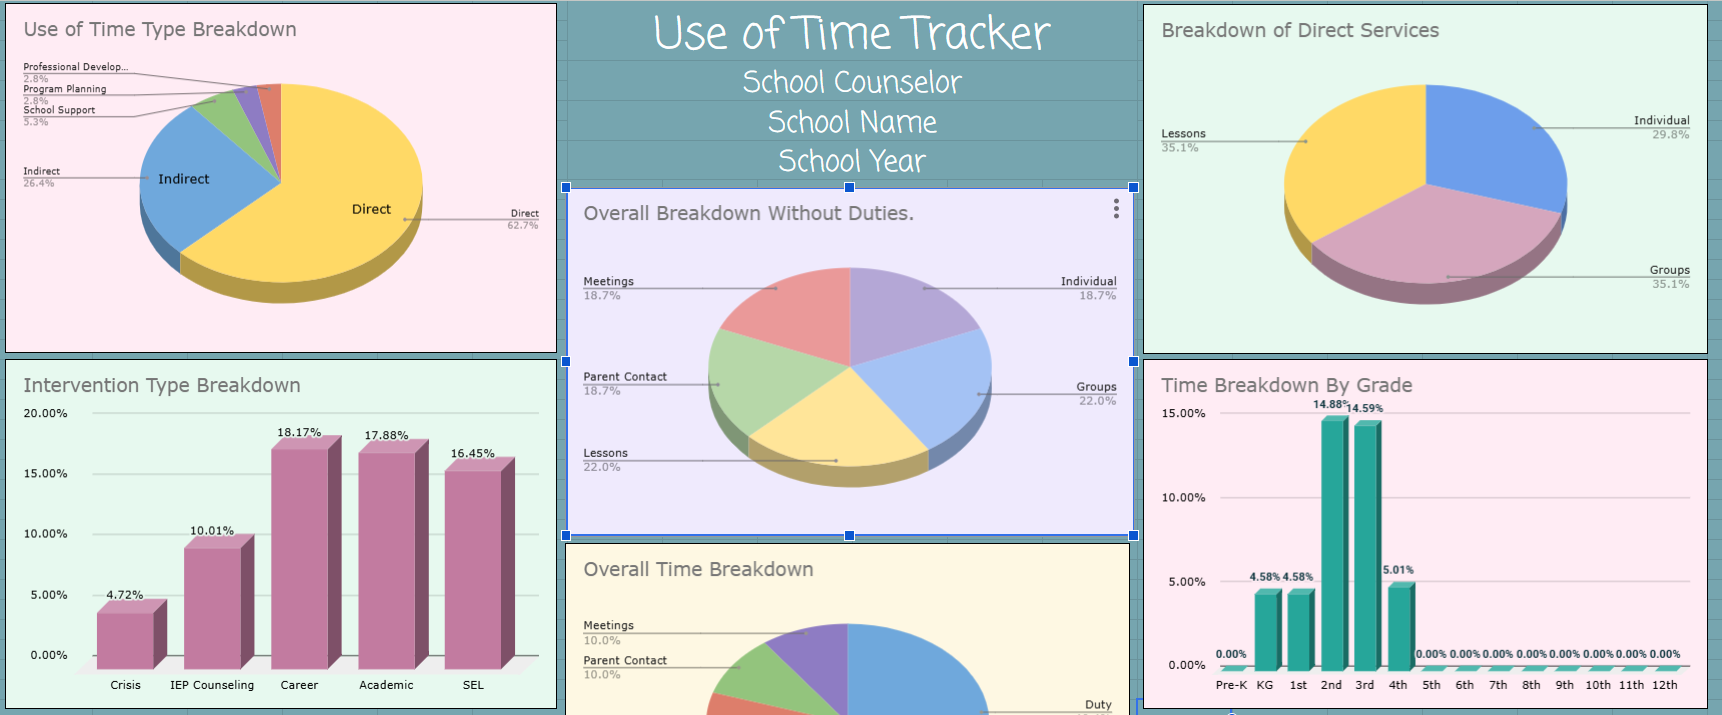 Use of Time Type Breakdown
Professional Develop...
2.8%
Program Planning
2.8%
School Support
5.3%
Indirect
26.4%
Indirect
Direct
Direct
62.7%
Use of Time Tracker
School Counselor
School Name
School Year
Breakdown of Direct Services
Lessons
35.1%
Individual
29.8%
Groups
35.1%
Overall Breakdown Without Duties.
Meetings
18.7%
Individual
18.7%
Parent Contact
18.7%
Groups
22.0%
Lessons
22.0%
Intervention Type Breakdown
20.00%
15.00%
10.00%
5.00%
0.00%
4.72%
10.01%
18.17%
17.88%
16.45%
Crisis
IEP Counseling
Career
Academic
SEL
Overall Time Breakdown
Meetings
10.0%
Parent Contact
10.0%
Duty
Time Breakdown By Grade
15.00%
10.00%
5.00%
0.00%
0.00%
4.58%
4.58%
14.88%
14.59%
5.01%
0.00%
0.00%
0.00%
0.00%
0.00%
0.00%
0.00%
0.00%
Pre-K
KG
1st
2nd
3rd
4th
5th
6th
7th
8th
9th
10th
11th
12th